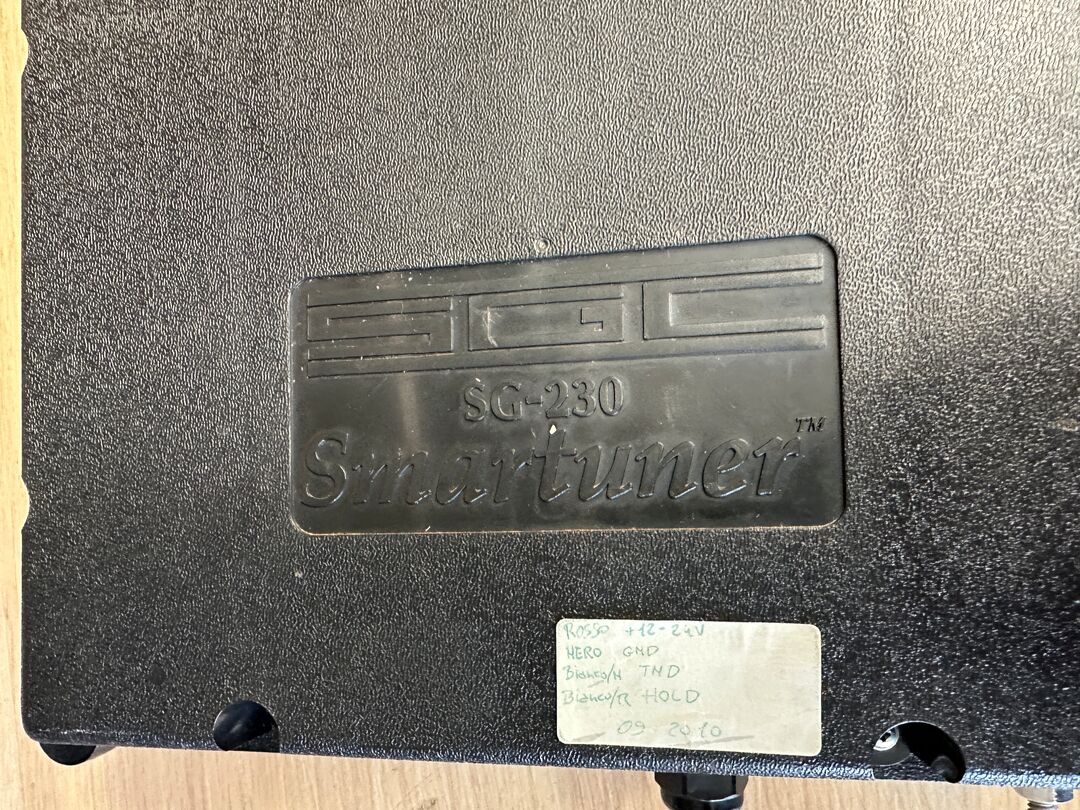 SGC
SG-230
Smartuner™
ROSSO +12-24V
NERO GND
Bianco/N TND
Bianco/R HOLD
09 2010